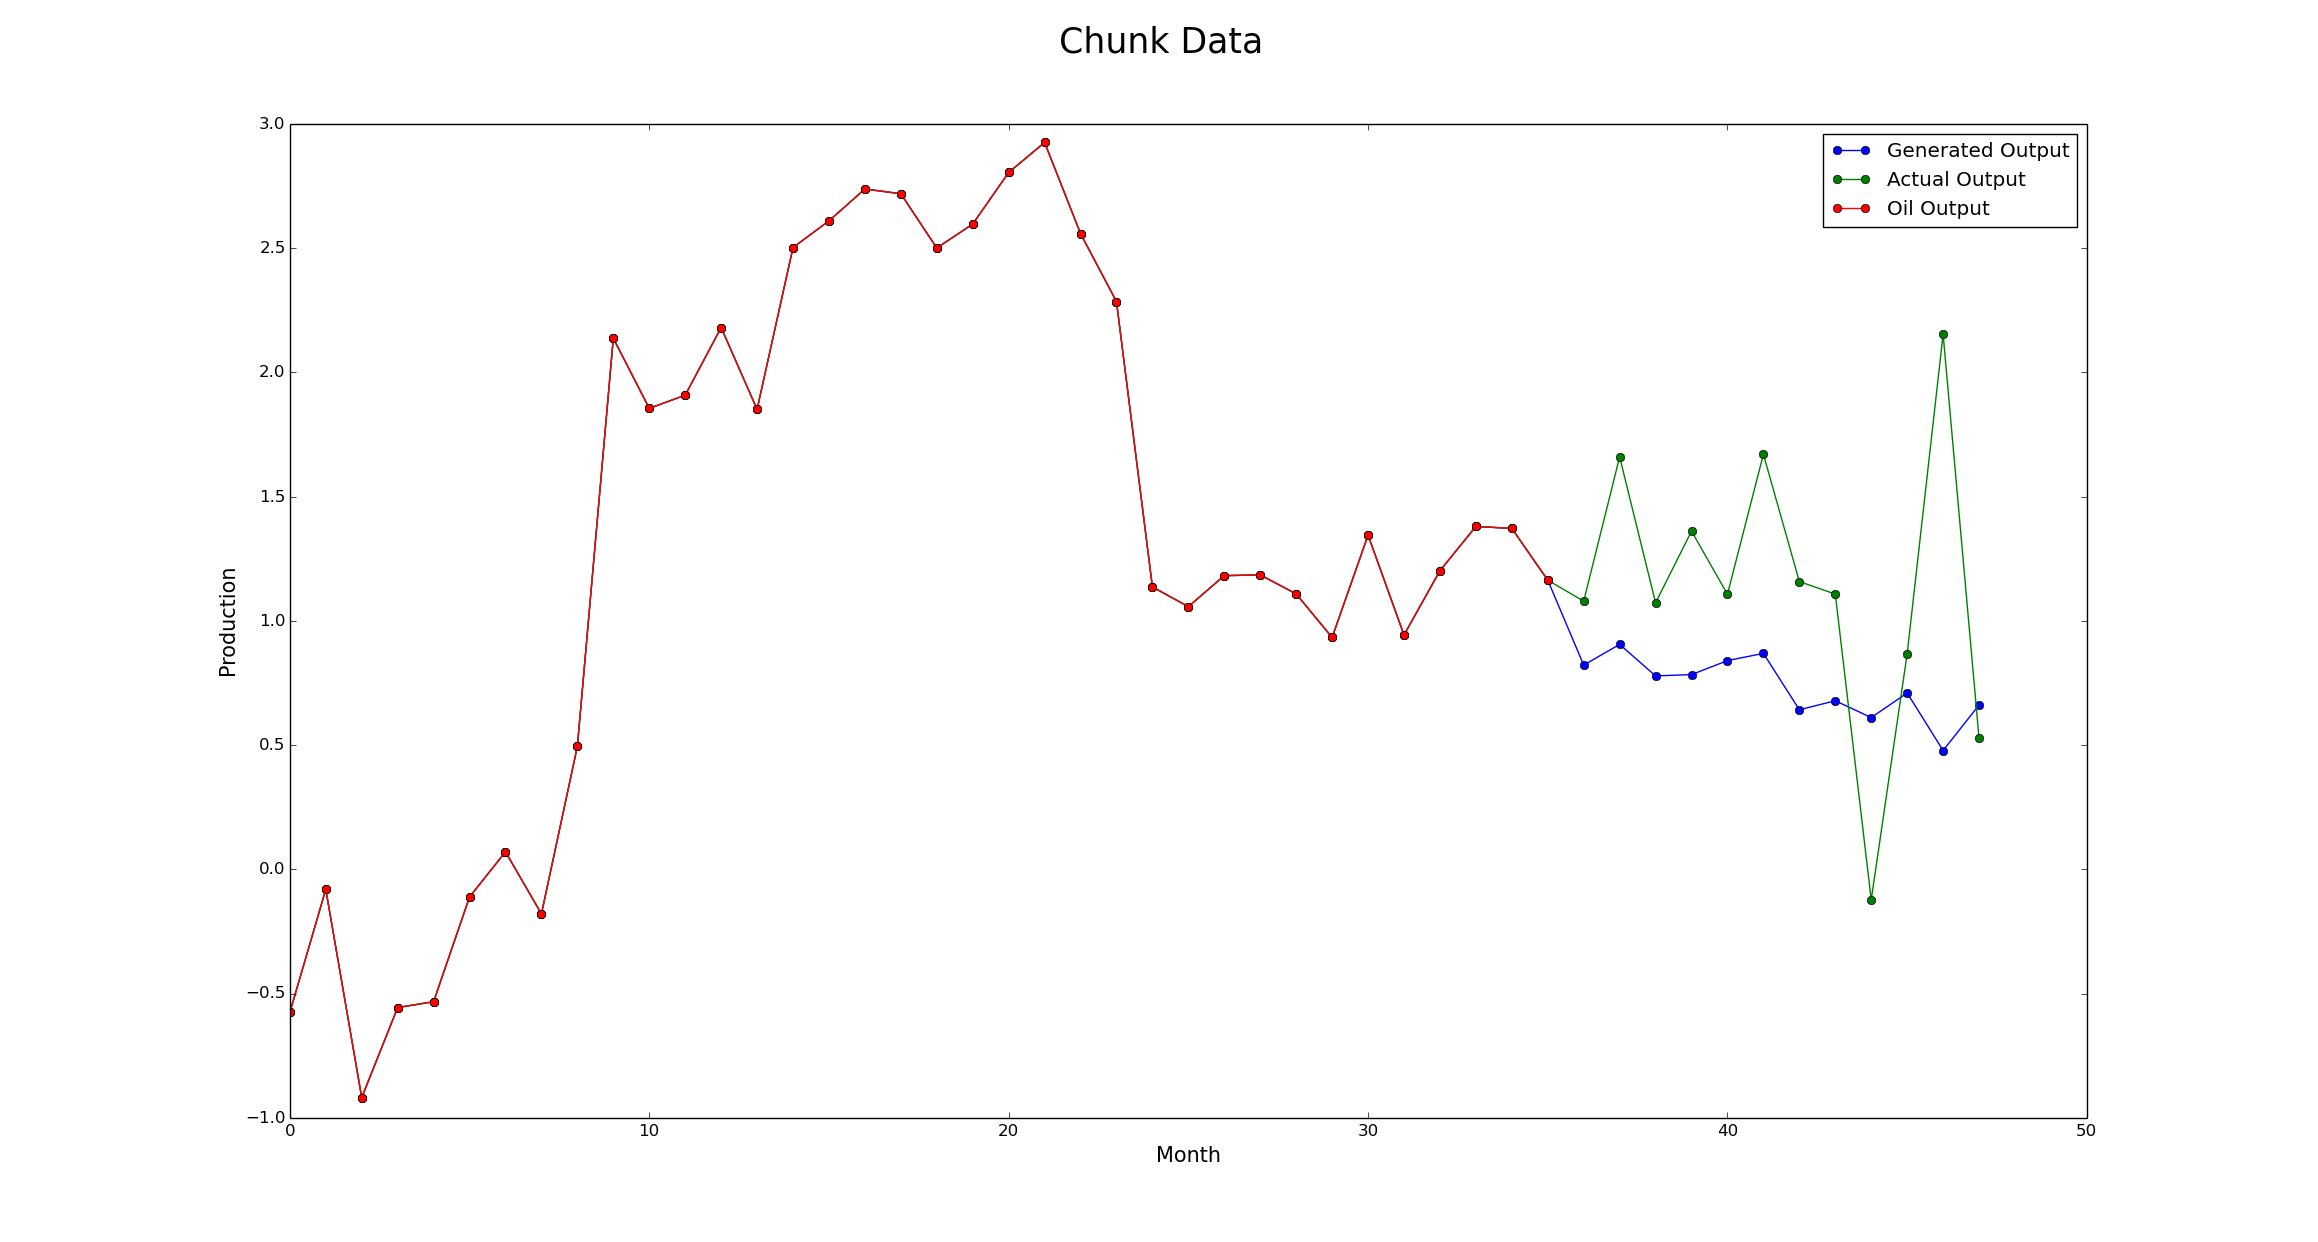 Chunk Data
3.0
2.5
2.0
1.5
1.0
0.5
0.0
−0.5
−1.0
Production
0 10 20 30 40 50
Month
Generated Output
Actual Output
Oil Output